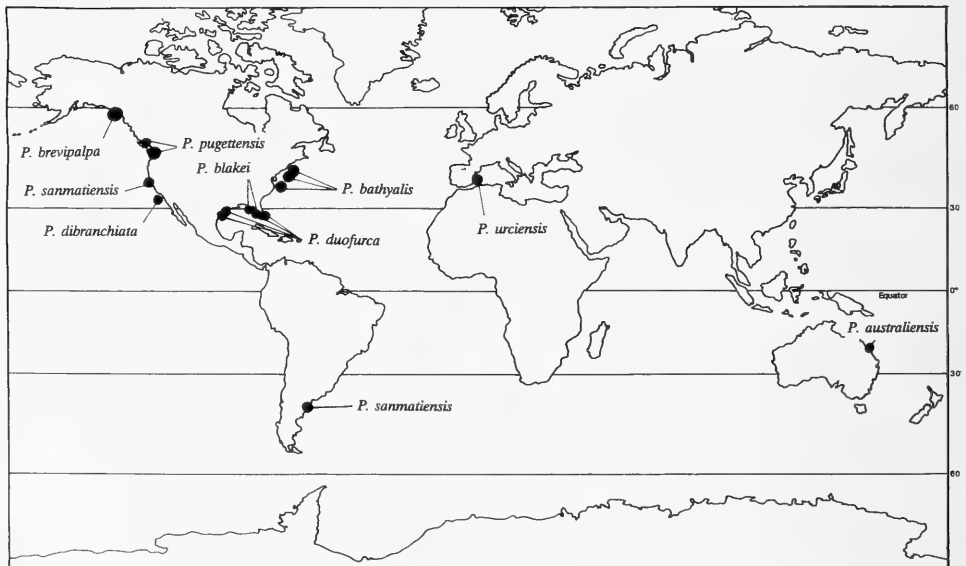 60
P. brevipalpa
P. pugettensis
P. blakei
P. sanmatiensis
P. bathyalis
30
P. dibranchiata
P. urciensis
P. duofurca
0°
Equator
P. australiensis
30
P. sanmatiensis
60